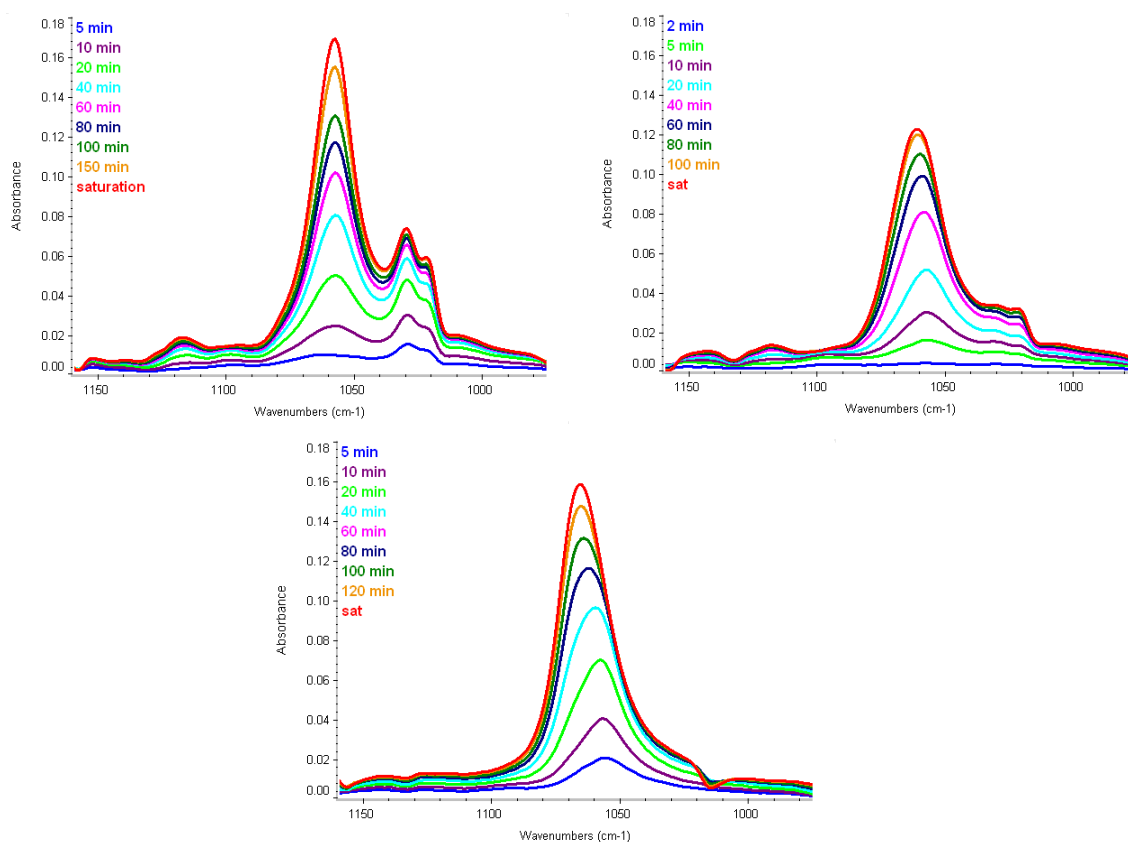 5 min
10 min
20 min
40 min
60 min
80 min
100 min
150 min
saturation
0.18
0.16
0.14
0.12
0.10
0.08
0.06
0.04
0.02
0.00
Absorbance
1150
1100
1050
1000
Wavenumbers (cm-1)
2 min
5 min
10 min
20 min
40 min
60 min
80 min
100 min
sat
0.18
0.16
0.14
0.12
0.10
0.08
0.06
0.04
0.02
0.00
Absorbance
1150
1100
1050
1000
Wavenumbers (cm-1)
5 min
10 min
20 min
40 min
60 min
80 min
100 min
120 min
sat
0.18
0.16
0.14
0.12
0.10
0.08
0.06
0.04
0.02
0.00
Absorbance
1150
1100
1050
1000
Wavenumbers (cm-1)